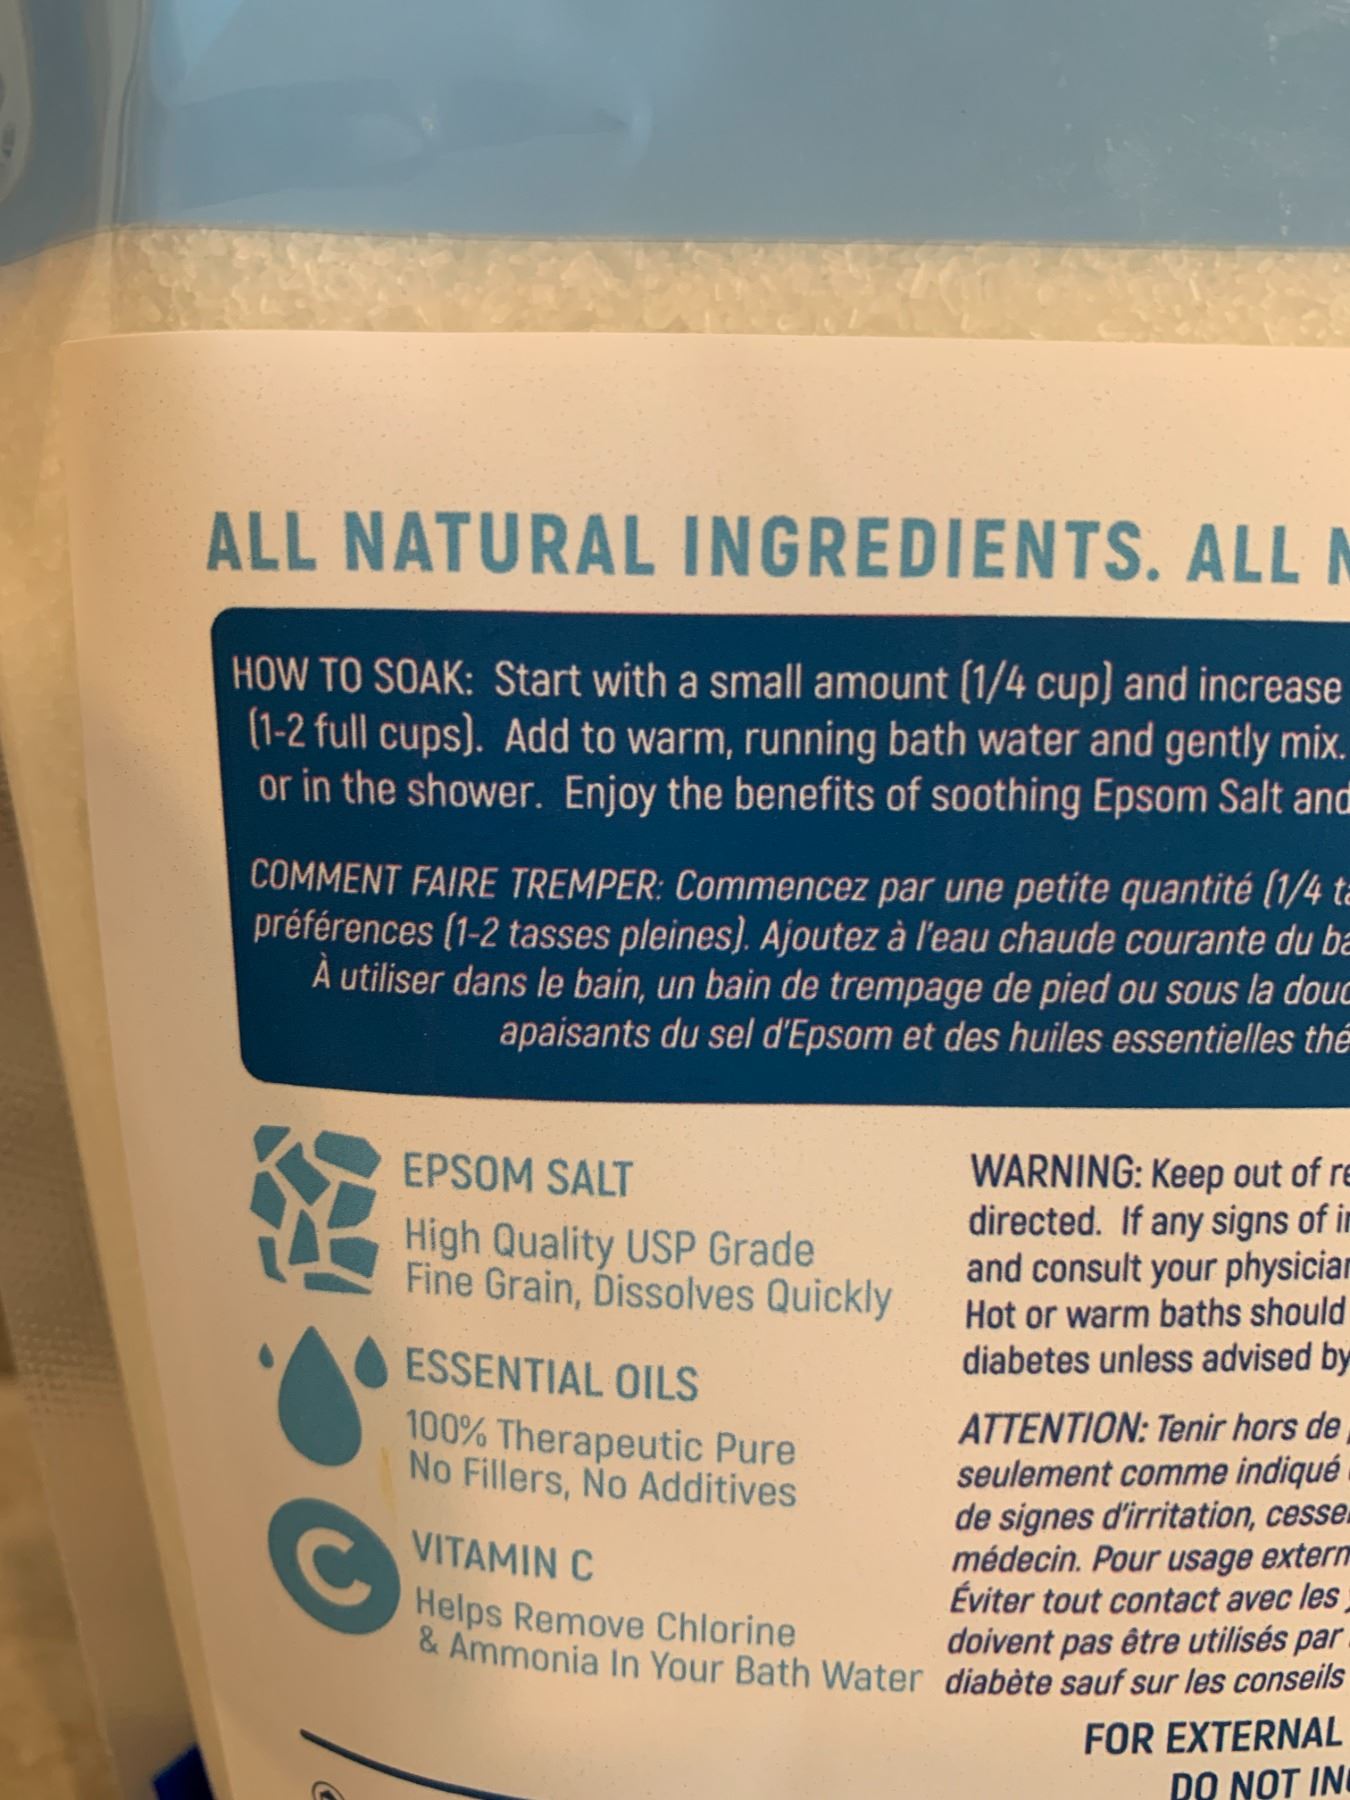 ALL NATURAL INGREDIENTS. ALL
HOW TO SOAK: Start with a small amount (1/4 cup) and increase
(1-2 full cups). Add to warm, running bath water and gently mix.
or in the shower. Enjoy the benefits of soothing Epsom Salt and
COMMENT FAIRE TREMPER: Commencez par une petite quantité (1/4
préférences (1-2 tasses pleines). Ajoutez à l'eau chaude courante du
À utiliser dans le bain, un bain de trempage de pied ou sous la
apaisants du sel d'Epsom et des huiles essentielles
EPSOM SALT
High Quality USP Grade
Fine Grain, Dissolves Quickly
ESSENTIAL OILS
100% Therapeutic Pure
No Fillers, No Additives
VITAMIN C
Helps Remove Chlorine
& Ammonia In Your Bath Water
WARNING: Keep out of
directed. If any signs of
and consult your
Hot or warm baths should
diabetes unless advised by
ATTENTION: Tenir hors de
seulement comme indiqué
de signes d'irritation,
médecin. Pour usage
Éviter tout contact avec les
doivent pas être utilisés par
diabète sauf sur les conseils
FOR EXTERNAL
DO NOT